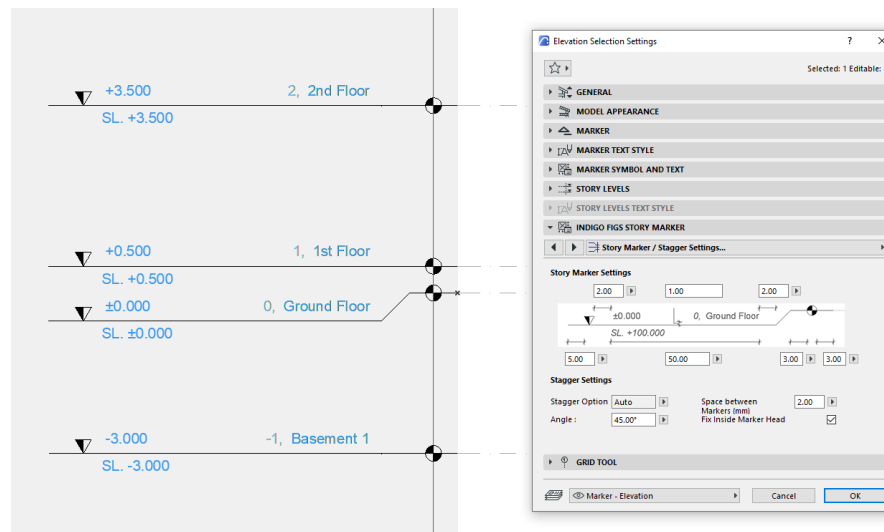 +3.500 2, 2nd Floor
SL. +3.500
+0.500 1, 1st Floor
SL. +0.500
±0.000 0, Ground Floor
SL. ±0.000
-3.000 -1, Basement 1
SL. -3.000
Elevation Selection Settings ?
Selected: 1 Editable:
GENERAL
MODEL APPEARANCE
MARKER
MARKER TEXT STYLE
MARKER SYMBOL AND TEXT
STORY LEVELS
STORY LEVELS TEXT STYLE
INDIGO FIGS STORY MARKER
Story Marker / Stagger Settings...
Story Marker Settings
2.00 1.00 2.00
±0.000 0, Ground Floor
SL. +100.000
5.00 50.00 3.00 3.00
Stagger Settings
Stagger Option Auto Space between Markers (mm) 2.00
Angle : 45.00° Fix Inside Marker Head
GRID TOOL
Marker - Elevation Cancel OK